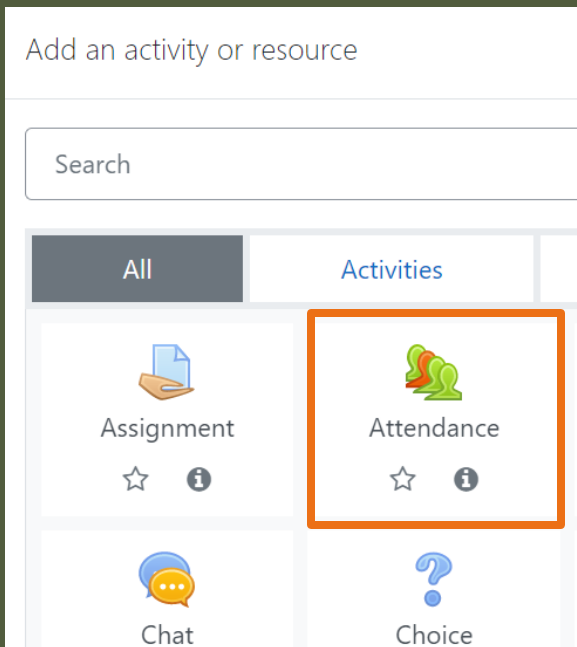 Add an activity or resource
Search
All
Activities
Assignment
Attendance
Chat
Choice